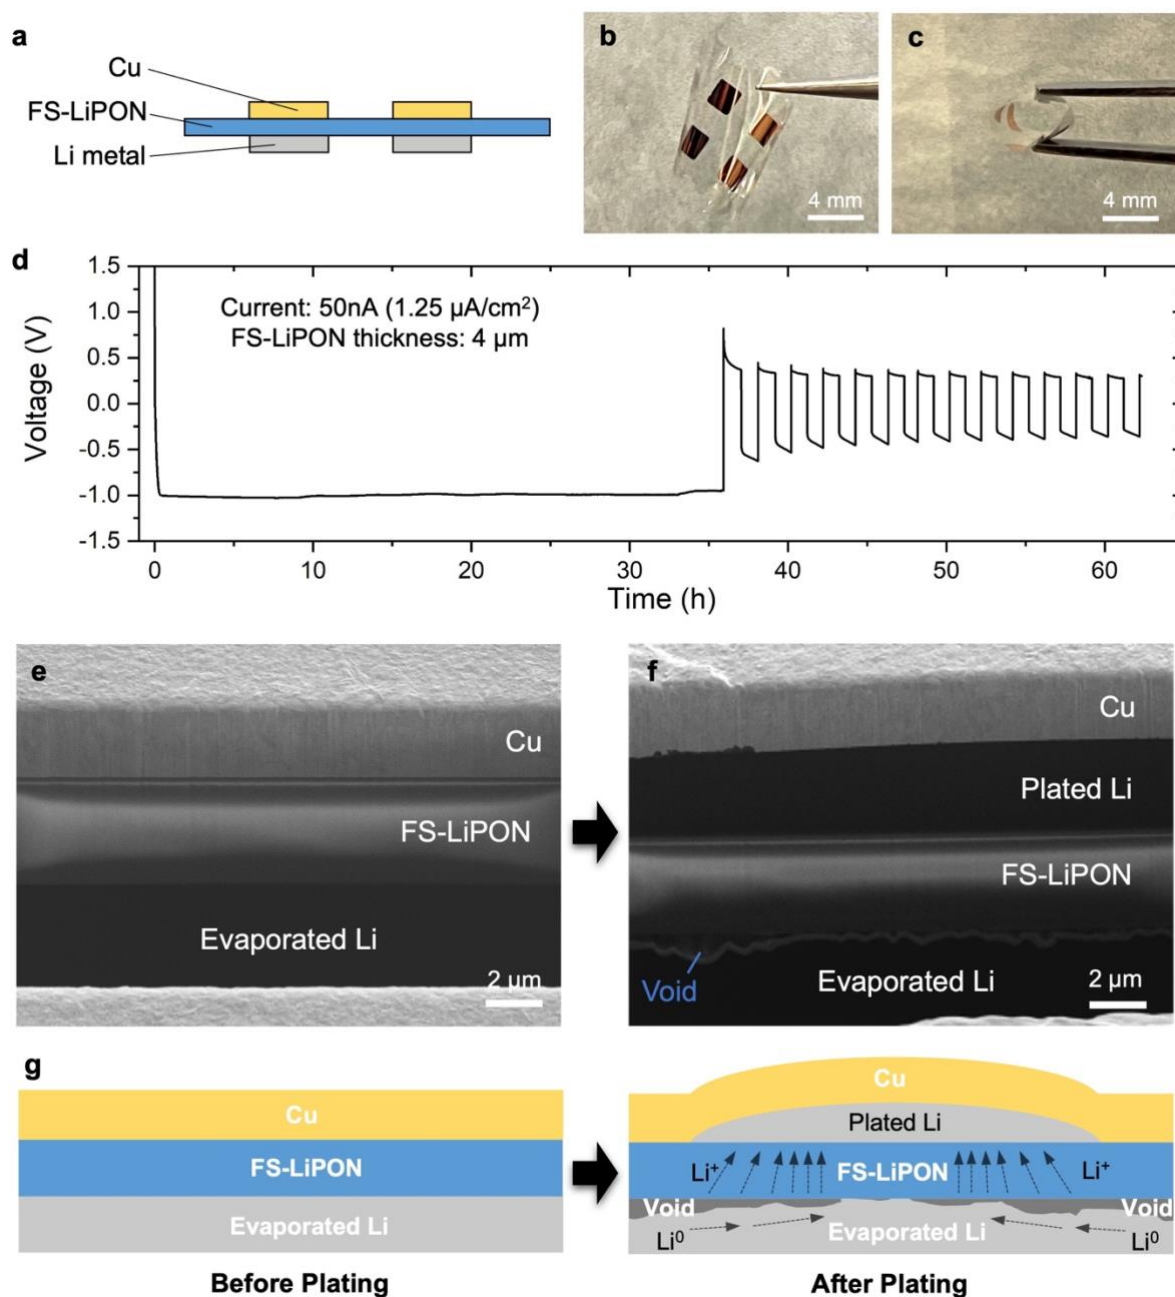 a
Cu
FS-LiPON
Li metal
b
4 mm
c
4 mm
d
Current: 50nA (1.25 µA/cm²)
FS-LiPON thickness: 4 µm
Voltage (V)
1.5
1.0
0.5
0.0
-0.5
-1.0
-1.5
0 10 20 30 40 50 60
Time (h)
e
Cu
FS-LiPON
Evaporated Li
2 µm
f
Cu
Plated Li
FS-LiPON
Void
Evaporated Li
2 µm
g
Cu
FS-LiPON
Evaporated Li
Before Plating
Cu
Plated Li
Li⁺ FS-LiPON Li⁺
Void Void
Li⁰ Evaporated Li Li⁰
After Plating